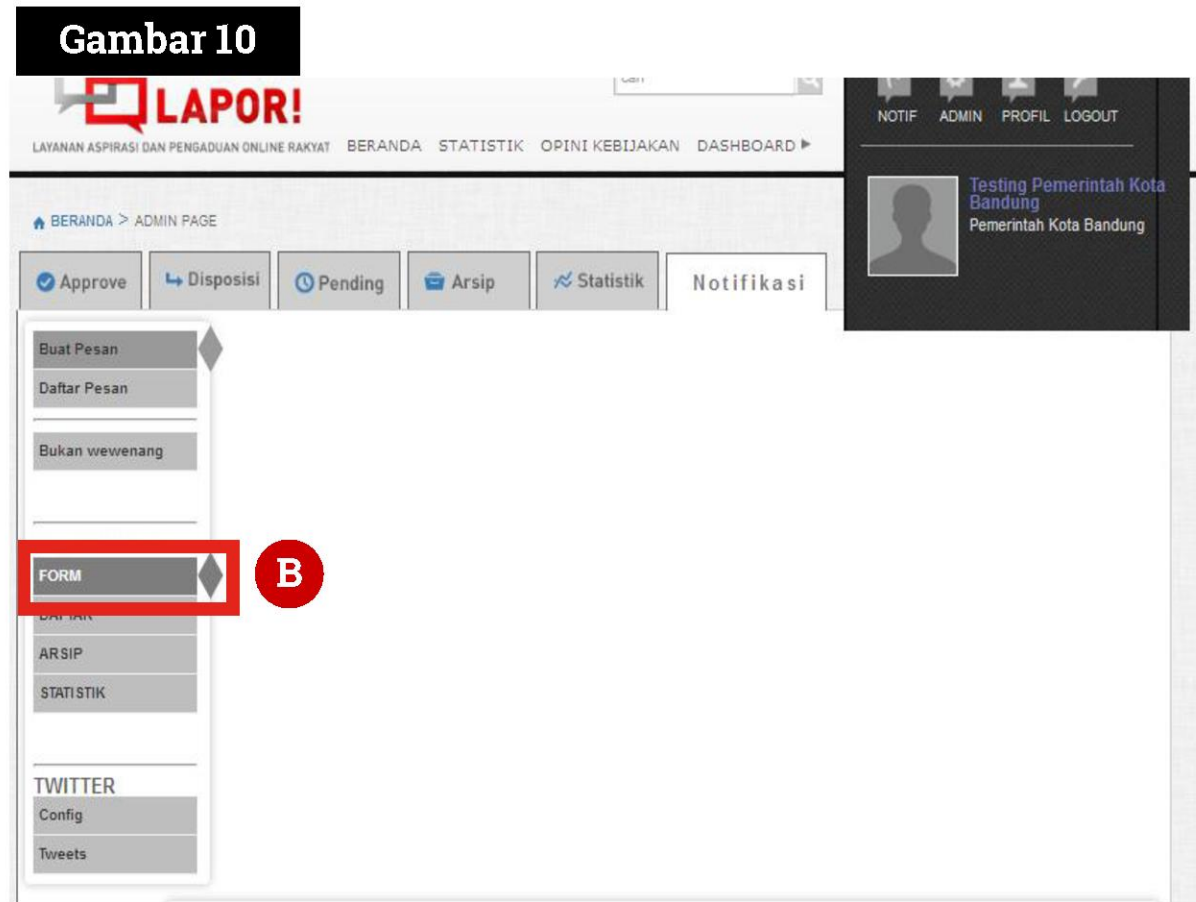 Gambar 10
LAPOR!
LAYANAN ASPIRASI DAN PENGADUAN ONLINE RAKYAT
BERANDA STATISTIK OPINI KEBIJAKAN DASHBOARD
NOTIF ADMIN PROFIL LOGOUT
Testing Pemerintah Kota
Bandung
Pemerintah Kota Bandung
BERANDA > ADMIN PAGE
Approve Disposisi Pending Arsip Statistik Notifikasi
Buat Pesan
Daftar Pesan
Bukan wewenang
FORM
B
DAFTAR
ARSIP
STATISTIK
TWITTER
Config
Tweets